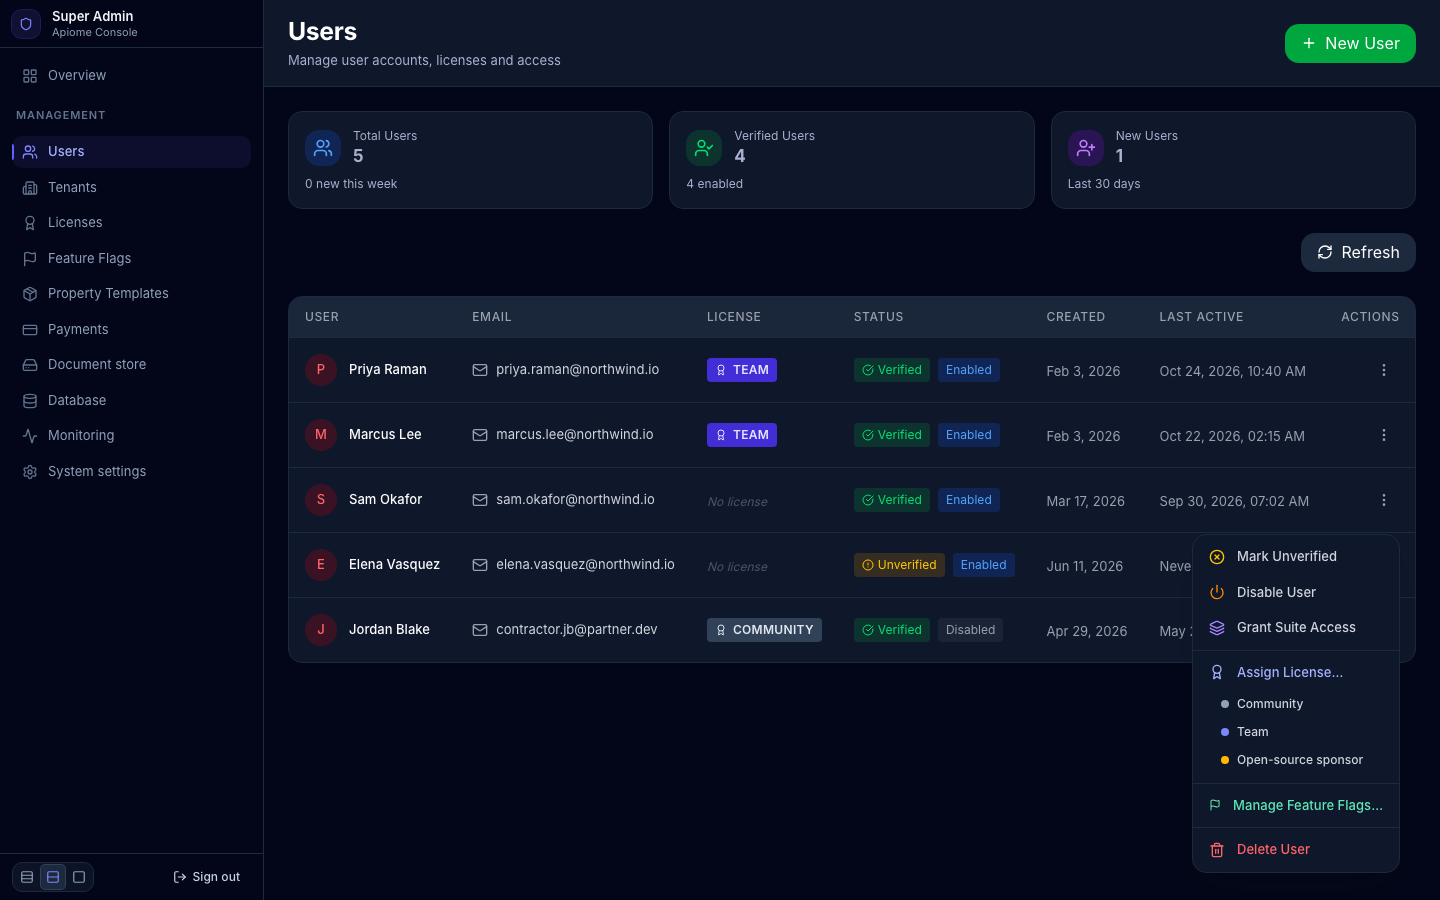 Super Admin
Apiome Console
Overview
MANAGEMENT
Users
Tenants
Licenses
Feature Flags
Property Templates
Payments
Document store
Database
Monitoring
System settings
Sign out
Users
Manage user accounts, licenses and access
New User
Total Users
5
0 new this week
Verified Users
4
4 enabled
New Users
1
Last 30 days
Refresh
USER EMAIL LICENSE STATUS CREATED LAST ACTIVE ACTIONS
P Priya Raman priya.raman@northwind.io TEAM Verified Enabled Feb 3, 2026 Oct 24, 2026, 10:40 AM
M Marcus Lee marcus.lee@northwind.io TEAM Verified Enabled Feb 3, 2026 Oct 22, 2026, 02:15 AM
S Sam Okafor sam.okafor@northwind.io No license Verified Enabled Mar 17, 2026 Sep 30, 2026, 07:02 AM
E Elena Vasquez elena.vasquez@northwind.io No license Unverified Enabled Jun 11, 2026 Neve
J Jordan Blake contractor.jb@partner.dev COMMUNITY Verified Disabled Apr 29, 2026 May
Mark Unverified
Disable User
Grant Suite Access
Assign License...
Community
Team
Open-source sponsor
Manage Feature Flags...
Delete User